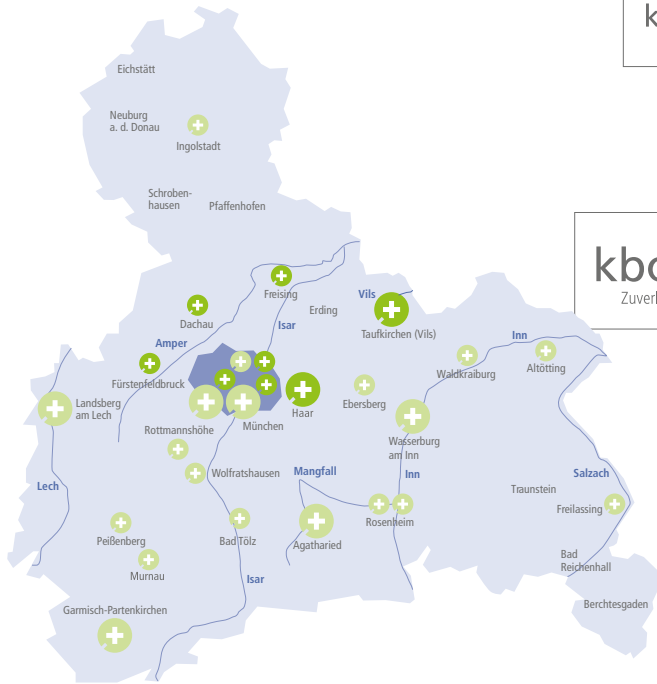 k
Eichstätt
Neuburg
a. d. Donau
Ingolstadt
Schroben-
hausen
Pfaffenhofen
kbo
Zuverl
Freising
Vils
Erding
Dachau
Isar
Taufkirchen (Vils)
Amper
Inn
Waldkraiburg
Altötting
Fürstenfeldbruck
Landsberg
am Lech
Haar
Ebersberg
München
Rottmannshöhe
Wasserburg
am Inn
Wolfratshausen
Mangfall
Inn
Salzach
Lech
Traunstein
Freilassing
Rosenheim
Peißenberg
Bad Tölz
Agatharied
Bad
Reichenhall
Murnau
Isar
Garmisch-Partenkirchen
Berchtesgaden